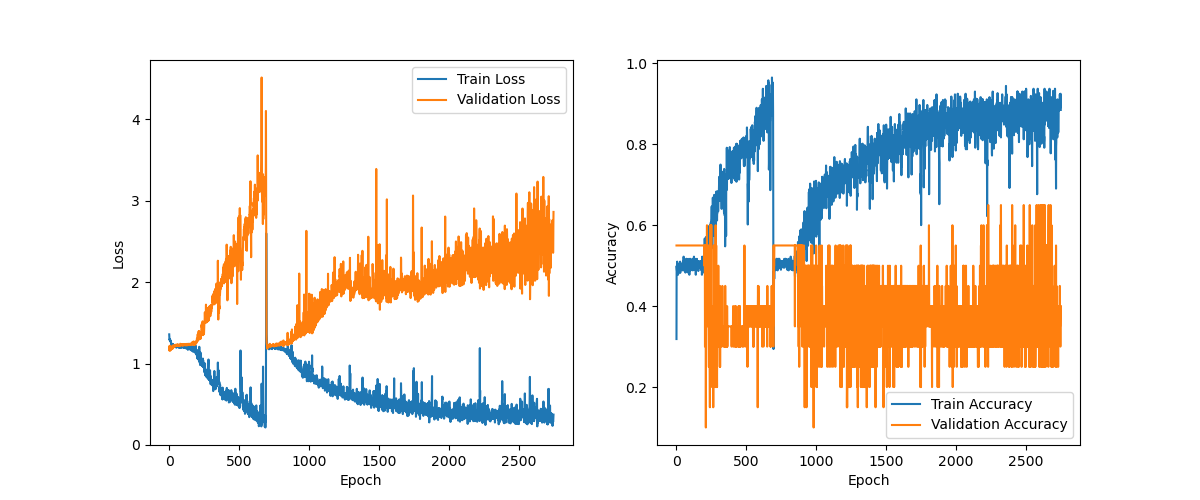 Train Loss
Validation Loss
4
3
2
1
0
Loss
0
500
1000
1500
2000
2500
Epoch
1.0
0.8
0.6
0.4
0.2
Accuracy
Train Accuracy
Validation Accuracy
0
500
1000
1500
2000
2500
Epoch